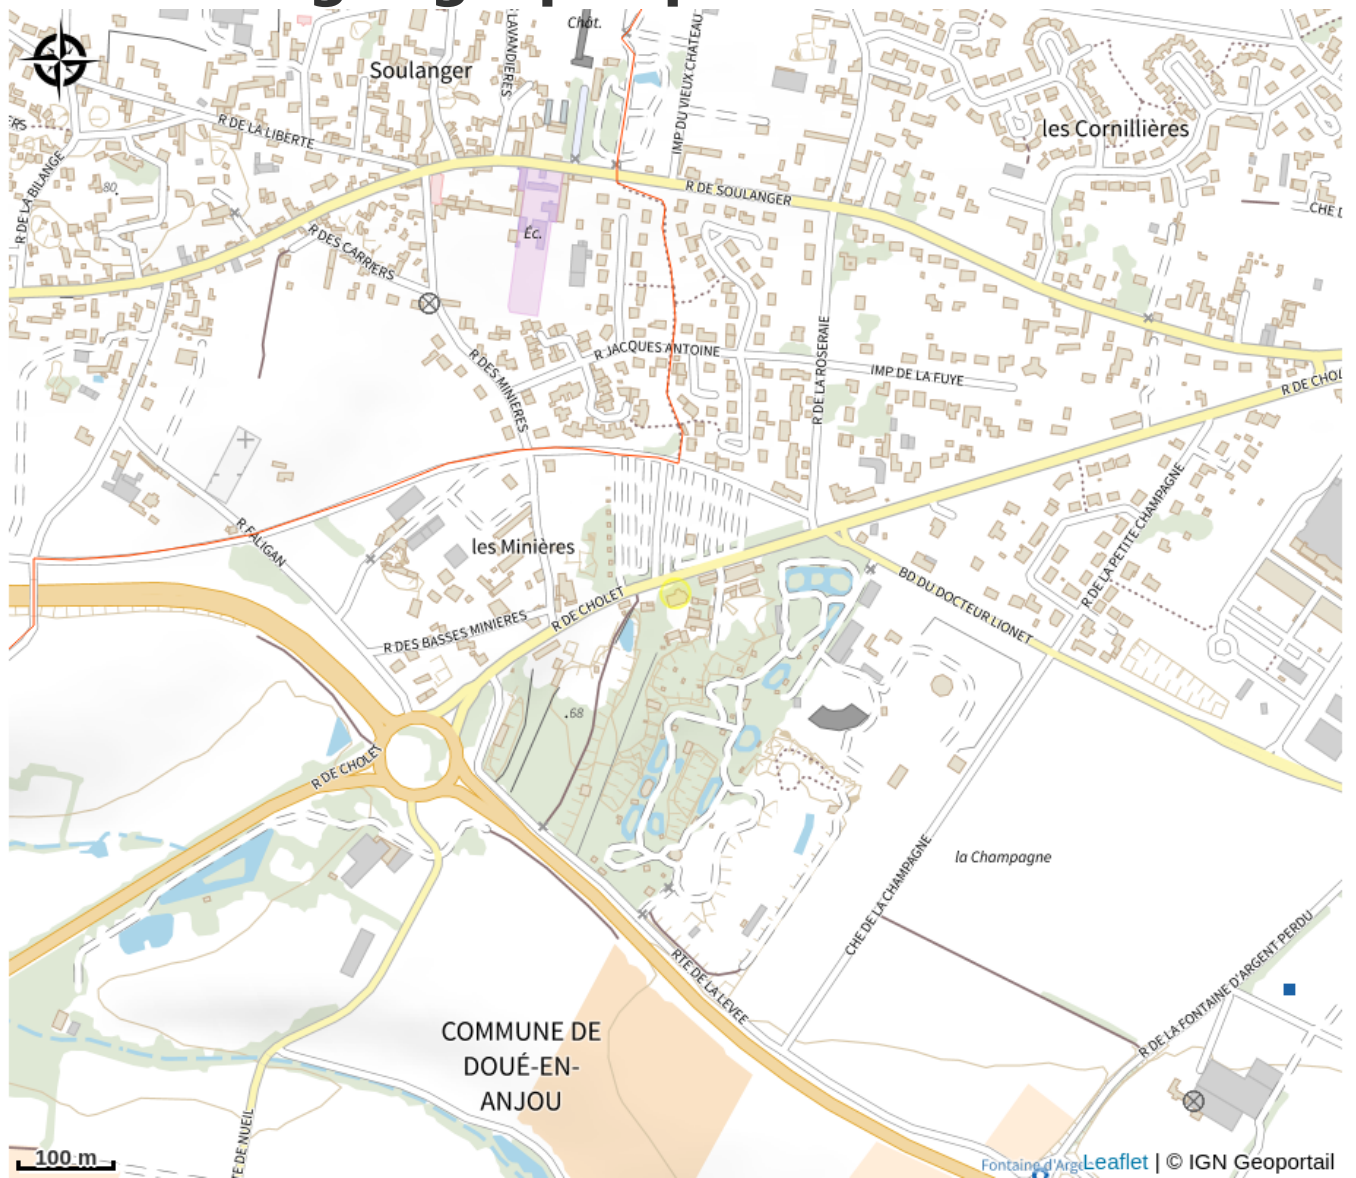 Chât.
Soulanger
R LAVANDIERES
IMP DU VIEUX CHATEAU
les Cornillières
R DE LA LIBERTE
R DE LA BILANGE
80
R DE SOULANGER
Éc.
R DES CARRIERS
R JACQUES ANTOINE
R DES MINIERES
R DE LA ROSERAIE
IMP DE LA FUYE
R DE CHOL
R FALIGAN
les Minières
R DE LA PETITE CHAMPAGNE
BD DU DOCTEUR LIONET
R DE CHOLET
R DES BASSES MINIERES
.68
R DE CHOLET
la Champagne
CHE DE LA CHAMPAGNE
RTE DE LA LEVEE
R DE LA FONTAINE D'ARGENT PERDU
COMMUNE DE
DOUÉ-EN-
ANJOU
TE DE NUEIL
100 m
Fontaine d'Arge
Leaflet | © IGN Geoportail